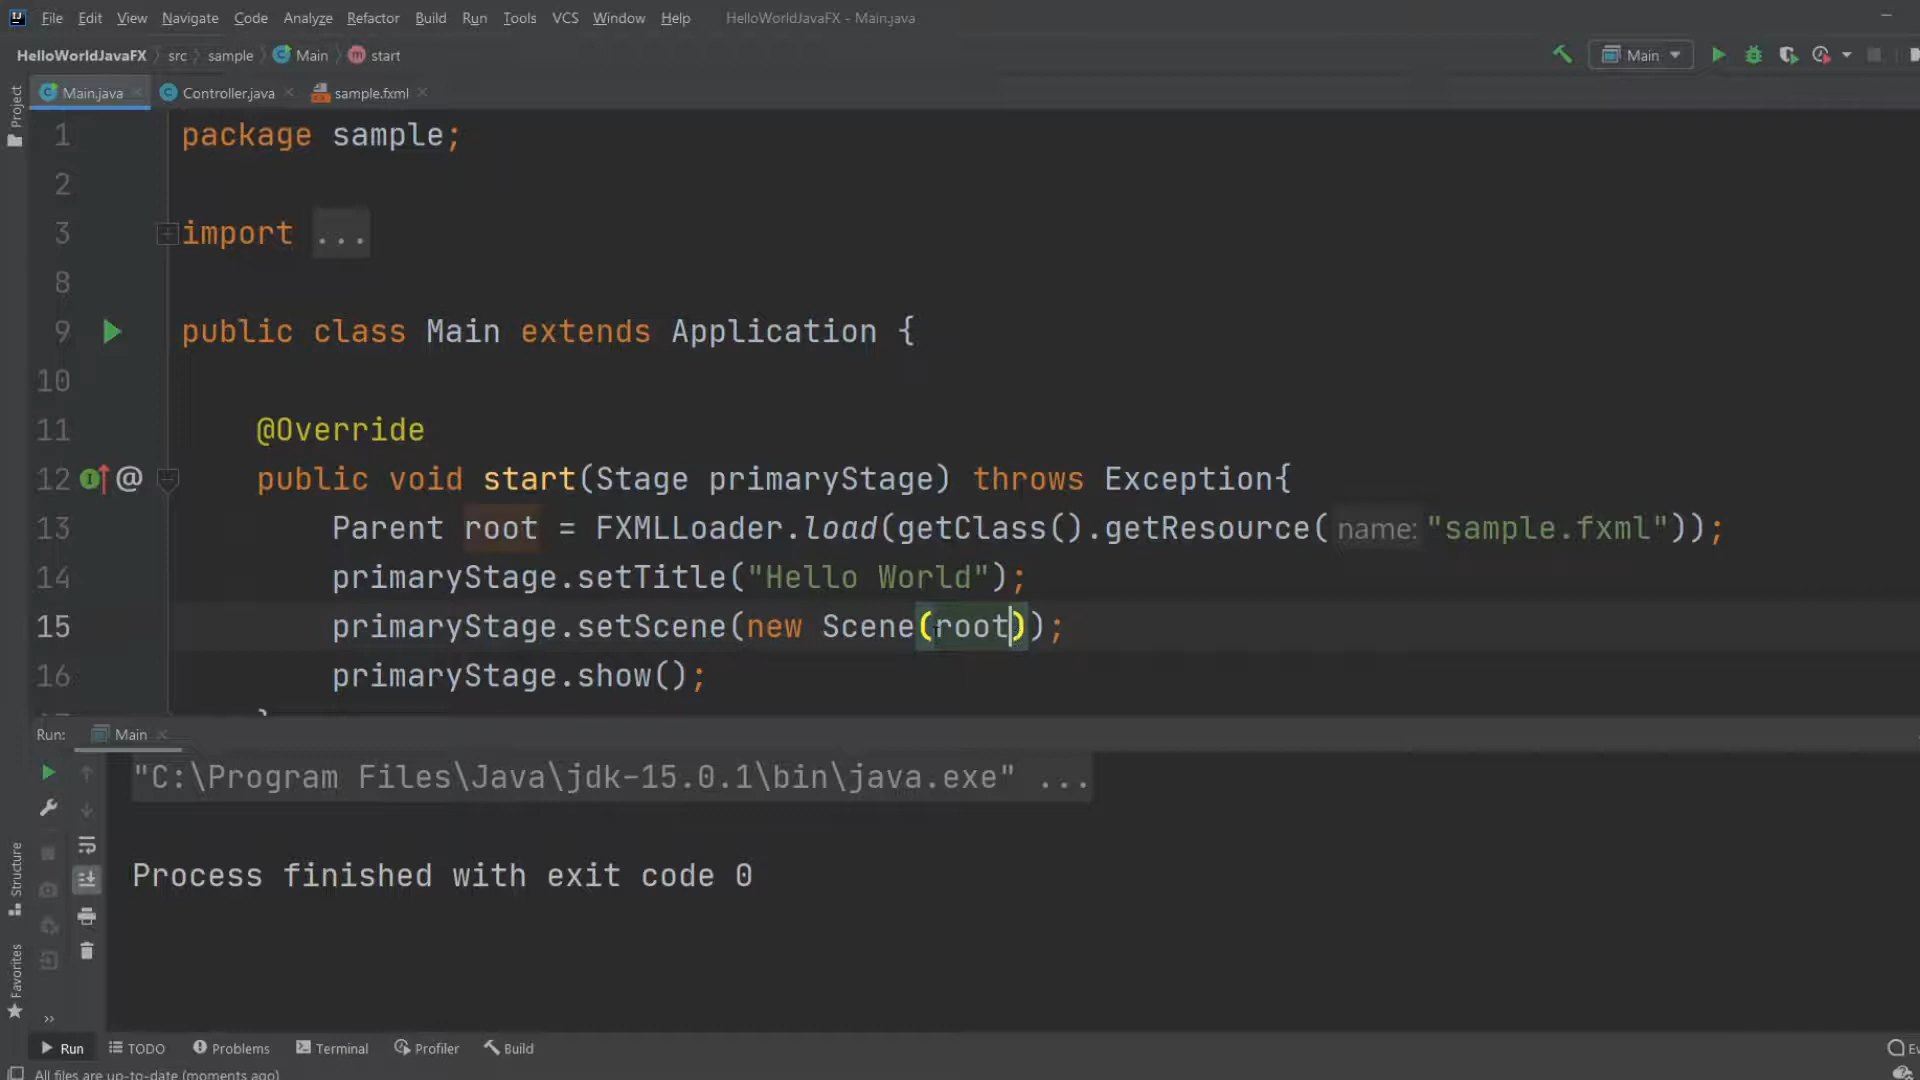 File Edit View Navigate Code Analyze Refactor Build Run Tools VCS Window Help HelloWorldJavaFX - Main.java
HelloWorldJavaFX src sample Main start Main
Main.java Controller.java sample.fxml
Project
1 package sample;
2
3 import ...
8
9 public class Main extends Application {
10
11 @Override
12 @ public void start(Stage primaryStage) throws Exception{
13 Parent root = FXMLLoader.load(getClass().getResource( name: "sample.fxml"));
14 primaryStage.setTitle("Hello World");
15 primaryStage.setScene(new Scene(root));
16 primaryStage.show();
Run: Main
"C:\Program Files\Java\jdk-15.0.1\bin\java.exe" ...
Process finished with exit code 0
Structure
Favorites
Run TODO Problems Terminal Profiler Build
All files are up-to-date (moments ago)